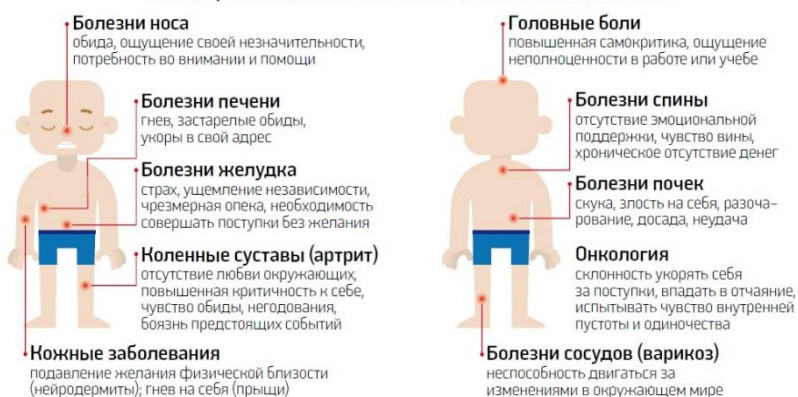 Болезни носа
обида, ощущение своей незначительности,
потребность во внимании и помощи
Болезни печени
гнев, застарелые обиды,
укоры в свой адрес
Болезни желудка
страх, ущемление независимости,
чрезмерная опека, необходимость
совершать поступки без желания
Коленные суставы (артрит)
отсутствие любви окружающих,
повышенная критичность к себе,
чувство обиды, негодования,
боязнь предстоящих событий
Кожные заболевания
подавление желания физической близости
(нейродермиты); гнев на себя (прыщи)
Головные боли
повышенная самокритика, ощущение
неполноценности в работе или учебе
Болезни спины
отсутствие эмоциональной
поддержки, чувство вины,
хроническое отсутствие денег
Болезни почек
скука, злость на себя, разоча-
рование, досада, неудача
Онкология
склонность укорять себя
за поступки, впадать в отчаяние,
испытывать чувство внутренней
пустоты и одиночества
Болезни сосудов (варикоз)
неспособность двигаться за
изменениями в окружающем мире